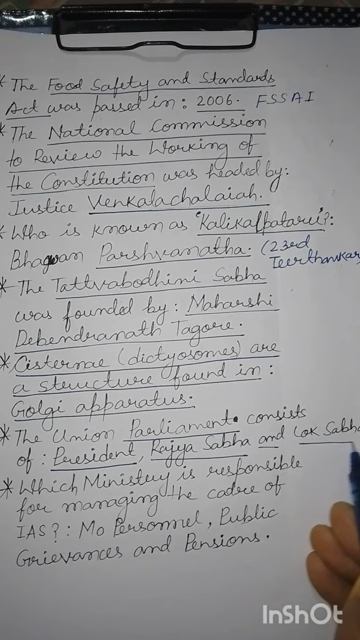 * The Food Safety and Standards
Act was passed in: 2006. FSSAI
* The National Commission
to Review the Working of
the Constitution was headed by:
Justice Venkalachalaiah.
* Who is known as "Kalikalpataru"?:
Bhagwan Parshvanatha. (23rd
Teerthankar)
* The Tattvabodhini Sabha
was founded by: Maharshi
Debendranath Tagore.
* Cisternae (dictyosomes) are
a structure found in:
Golgi apparatus.
* The Union Parliament consists
of: President, Rajya Sabha and Lok Sabha
* Which Ministry is responsible
for managing the cadre of
IAS?: Mo Personnel, Public
Grievances and Pensions.
InShOt